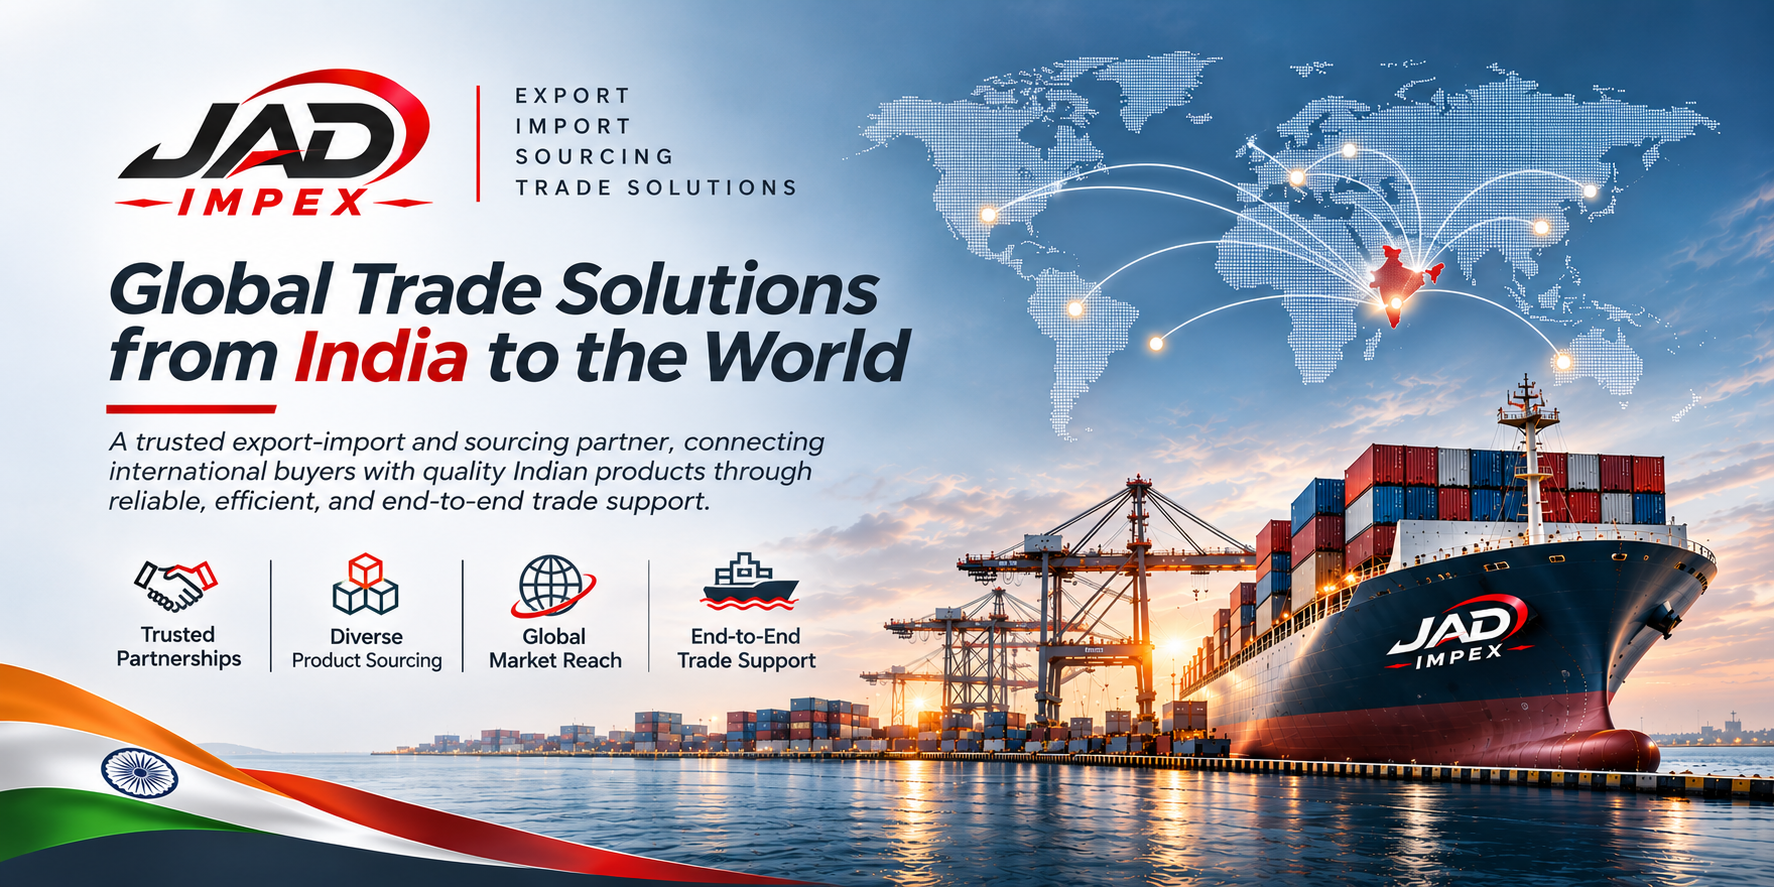 JAD
IMPEX
EXPORT
IMPORT
SOURCING
TRADE SOLUTIONS
Global Trade Solutions
from India to the World
A trusted export-import and sourcing partner, connecting
international buyers with quality Indian products through
reliable, efficient, and end-to-end trade support.
Trusted
Partnerships
Diverse
Product Sourcing
Global
Market Reach
End-to-End
Trade Support
JAD
IMPEX